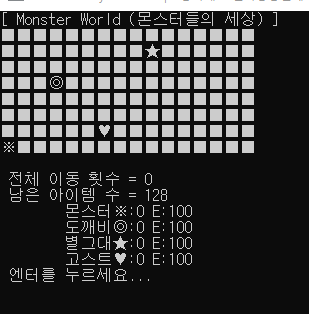 [ Monster World (몬스터들의 세상) ]
■■■■■■■■■■■■■■■■
■■■■■■■■■★■■■■■■
■■■■■■■■■■■■■■■■
■■■◎■■■■■■■■■■■■
■■■■■■■■■■■■■■■■
■■■■■■■■■■■■■■■■
■■■■■■♥■■■■■■■■■
※■■■■■■■■■■■■■■■
전체 이동 횟수 = 0
남은 아이템 수 = 128
몬스터※:0 E:100
도깨비◎:0 E:100
별그대★:0 E:100
고스트♥:0 E:100
엔터를 누르세요...